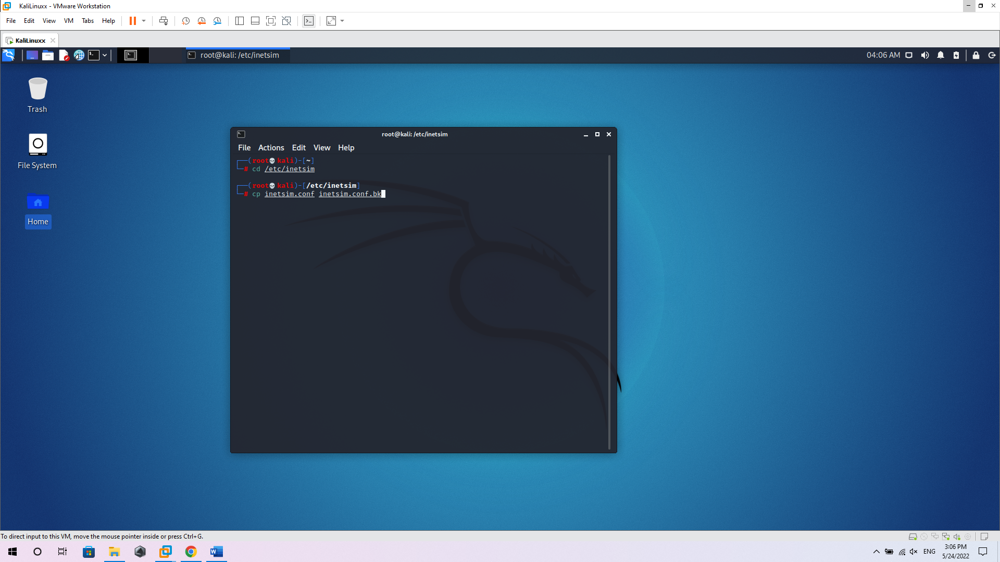 KaliLinuxx - VMware Workstation
File Edit View VM Tabs Help
KaliLinuxx
root@kali: /etc/inetsim
04:06 AM
Trash
File System
Home
root@kali: /etc/inetsim
File Actions Edit View Help
(root💀kali)-[~]
# cd /etc/inetsim
(root💀kali)-[/etc/inetsim]
# cp inetsim.conf inetsim.conf.bk
To direct input to this VM, move the mouse pointer inside or press Ctrl+G.
ENG
3:06 PM
5/24/2022